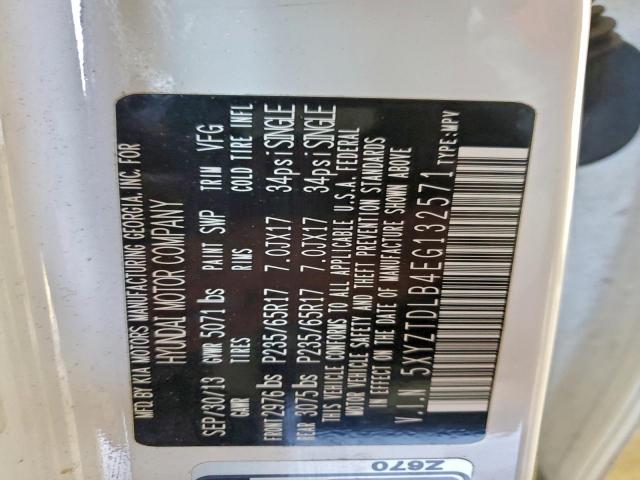 MFD.BY KIA MOTORS MANUFACTURING GEORGIA, INC. FOR
HYUNDAI MOTOR COMPANY
SEP/30/13 GVWR 5071 lbs PAINT SWP TRIM VFG
GAWR TIRES RIMS COLD TIRE INFL
FRONT 2976 lbs P235/65R17 7.0JX17 34psi SINGLE
REAR 3075 lbs P235/65R17 7.0JX17 34psi SINGLE
THIS VEHICLE CONFORMS TO ALL APPLICABLE U.S.A. FEDERAL
MOTOR VEHICLE SAFETY AND THEFT PREVENTION STANDARDS
IN EFFECT ON THE DATE OF MANUFACTURE SHOWN ABOVE
V.I.N 5XYZTDLB4EG132571 TYPE:MPV
Z670